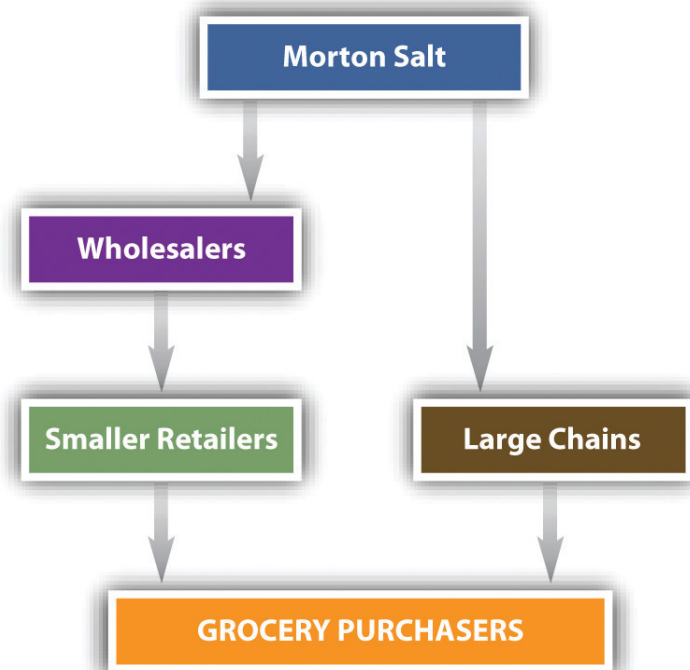 Morton Salt
Wholesalers
Smaller Retailers
Large Chains
GROCERY PURCHASERS